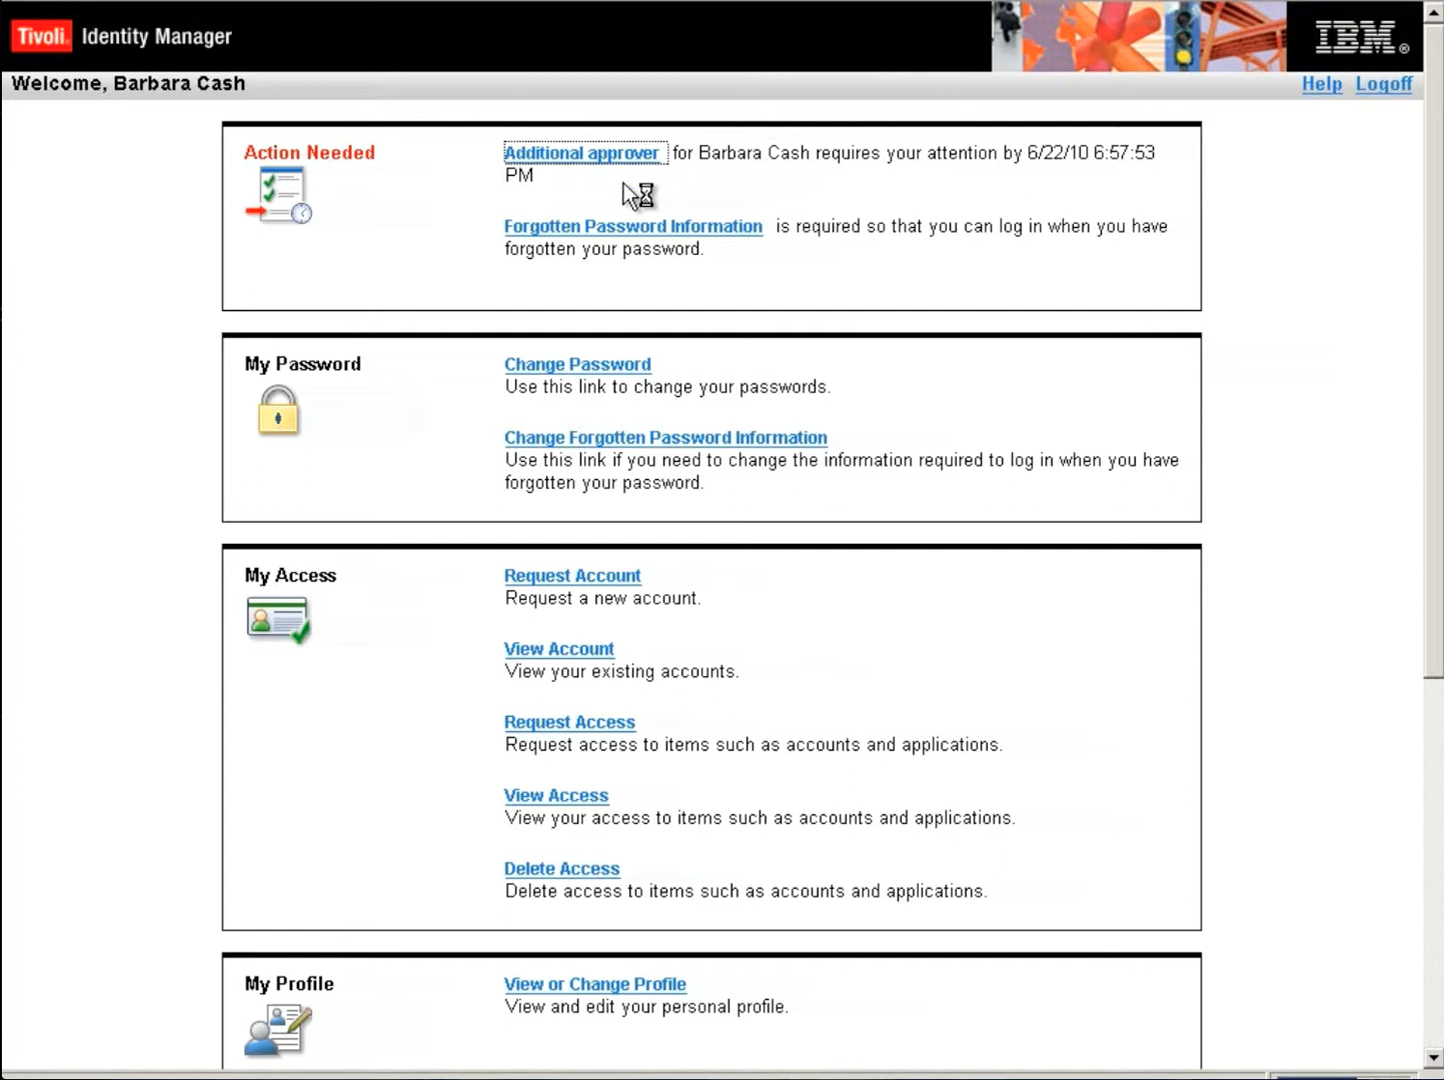 Tivoli. Identity Manager
IBM®
Welcome, Barbara Cash
Help Logoff
Action Needed
Additional approver for Barbara Cash requires your attention by 6/22/10 6:57:53
PM
Forgotten Password Information is required so that you can log in when you have
forgotten your password.
My Password
Change Password
Use this link to change your passwords.
Change Forgotten Password Information
Use this link if you need to change the information required to log in when you have
forgotten your password.
My Access
Request Account
Request a new account.
View Account
View your existing accounts.
Request Access
Request access to items such as accounts and applications.
View Access
View your access to items such as accounts and applications.
Delete Access
Delete access to items such as accounts and applications.
My Profile
View or Change Profile
View and edit your personal profile.